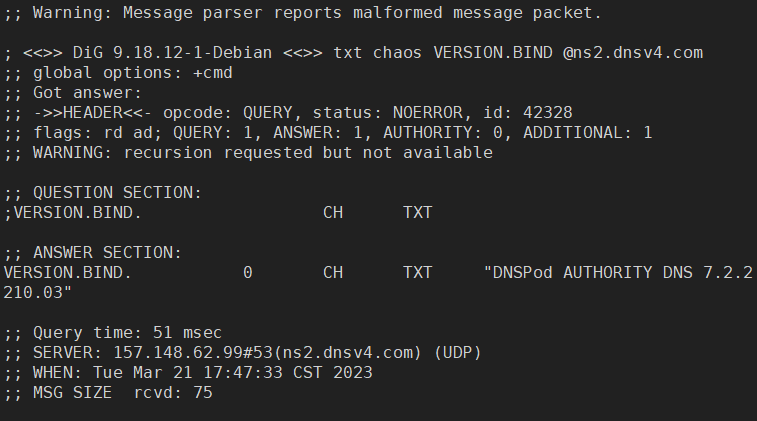 ;; Warning: Message parser reports malformed message packet.
; <<>> DiG 9.18.12-1-Debian <<>> txt chaos VERSION.BIND @ns2.dnsv4.com
;; global options: +cmd
;; Got answer:
;; ->>HEADER<<- opcode: QUERY, status: NOERROR, id: 42328
;; flags: rd ad; QUERY: 1, ANSWER: 1, AUTHORITY: 0, ADDITIONAL: 1
;; WARNING: recursion requested but not available
;; QUESTION SECTION:
;VERSION.BIND. CH TXT
;; ANSWER SECTION:
VERSION.BIND. 0 CH TXT "DNSPod AUTHORITY DNS 7.2.2
210.03"
;; Query time: 51 msec
;; SERVER: 157.148.62.99#53(ns2.dnsv4.com) (UDP)
;; WHEN: Tue Mar 21 17:47:33 CST 2023
;; MSG SIZE rcvd: 75